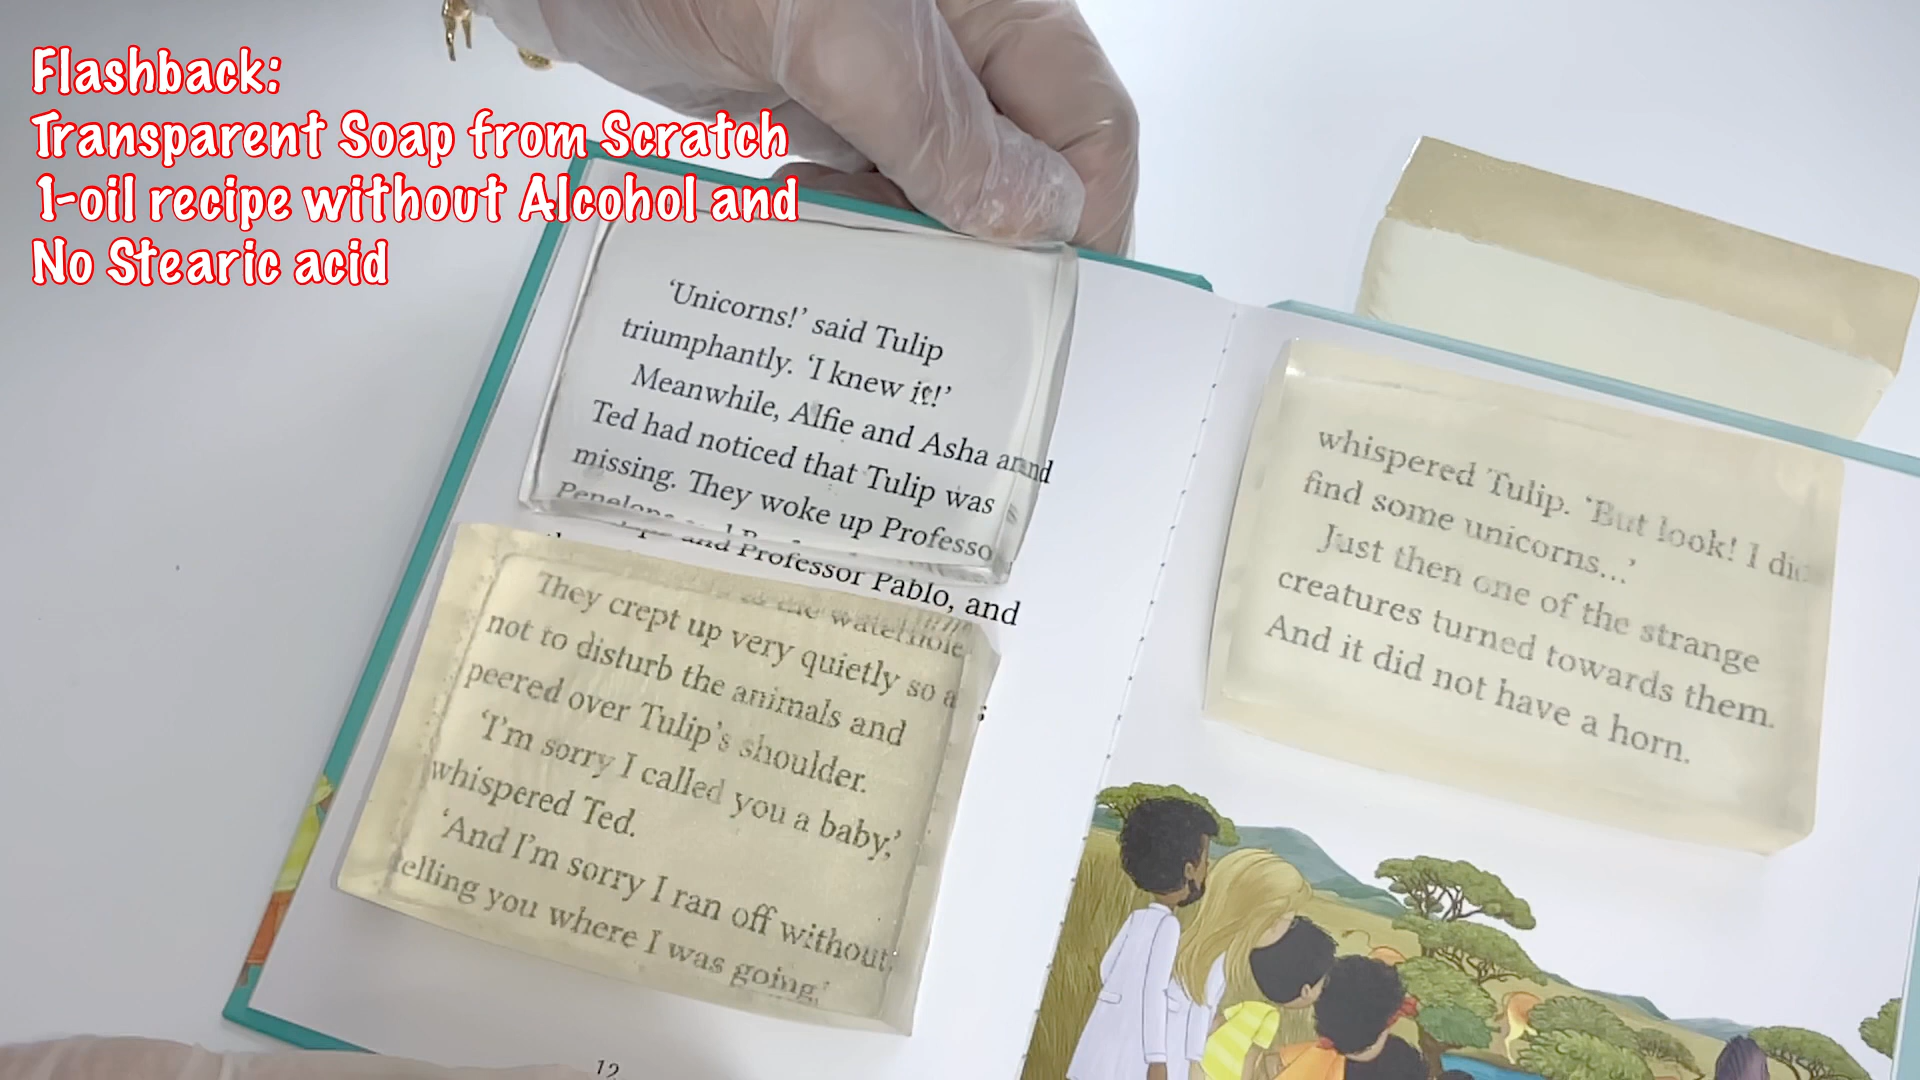 Flashback:
Transparent Soap from Scratch
1-oil recipe without Alcohol and
No Stearic acid
‘Unicorns!’ said Tulip
triumphantly. ‘I knew it!’
Meanwhile, Alfie and Asha and
Ted had noticed that Tulip was
missing. They woke up Professo
and Professor Pablo, and
the waterhole
They crept up very quietly so a
not to disturb the animals and
peered over Tulip’s shoulder.
‘I’m sorry I called you a baby,’
whispered Ted.
‘And I’m sorry I ran off without
telling you where I was going.’
12
whispered Tulip. ‘But look! I did
find some unicorns...’
Just then one of the strange
creatures turned towards them.
And it did not have a horn.